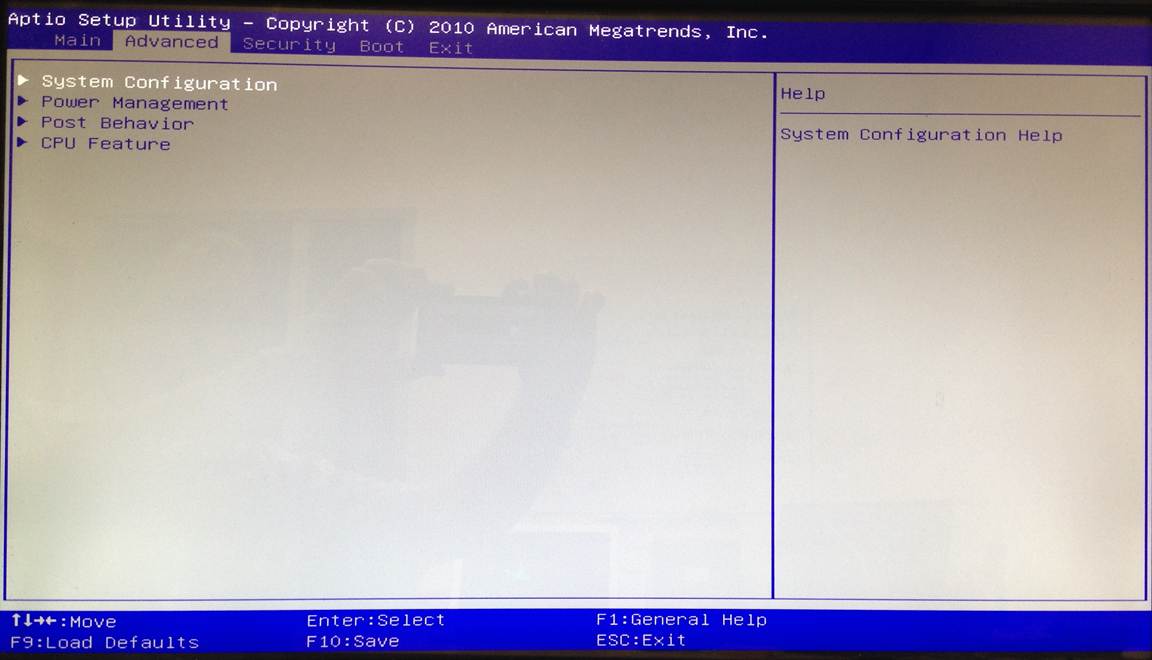 Aptio Setup Utility - Copyright (C) 2010 American Megatrends, Inc.
Main Advanced Security Boot Exit
► System Configuration
► Power Management
► Post Behavior
► CPU Feature
Help
System Configuration Help
↑↓→←:Move Enter:Select F1:General Help
F9:Load Defaults F10:Save ESC:Exit